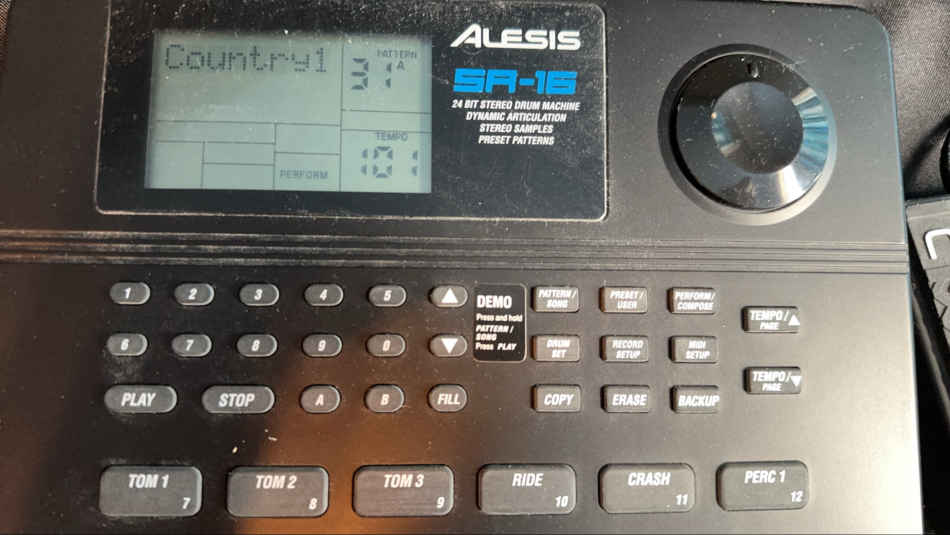 Country1
PATTERN
31 A
TEMPO
101
PERFORM
ALESIS
SR-16
24 BIT STEREO DRUM MACHINE
DYNAMIC ARTICULATION
STEREO SAMPLES
PRESET PATTERNS
1 2 3 4 5 ▲
6 7 8 9 0 ▼
PLAY STOP A B FILL
DEMO
Press and hold
PATTERN /
SONG
Press PLAY
PATTERN/
SONG
PRESET/
USER
PERFORM/
COMPOSE
TEMPO/▲
PAGE
DRUM
SET
RECORD
SETUP
MIDI
SETUP
TEMPO/▼
PAGE
COPY ERASE BACKUP
TOM 1
7
TOM 2
8
TOM 3
9
RIDE
10
CRASH
11
PERC 1
12